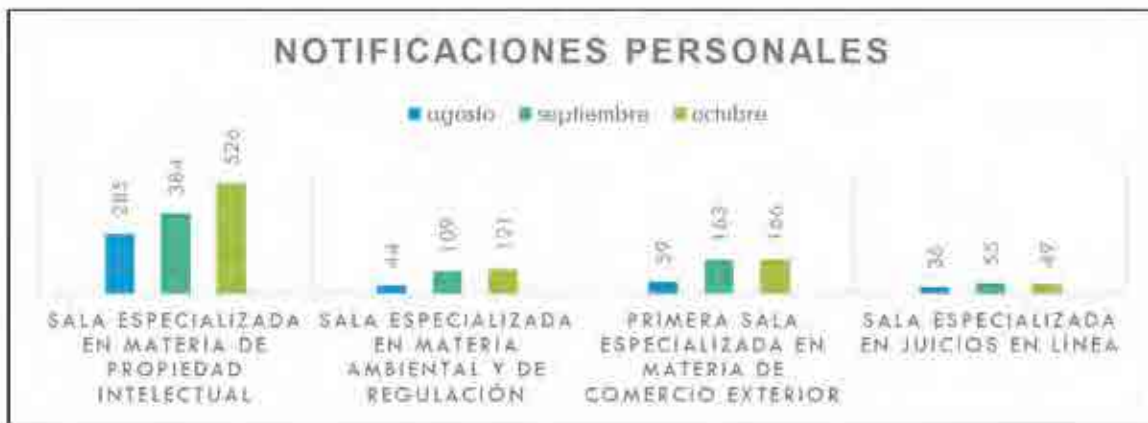 NOTIFICACIONES PERSONALES
agosto septiembre octubre
285 384 526
44 109 121
59 163 166
36 55 49
SALA ESPECIALIZADA
EN MATERIA DE
PROPIEDAD
INTELECTUAL
SALA ESPECIALIZADA
EN MATERIA
AMBIENTAL Y DE
REGULACIÓN
PRIMERA SALA
ESPECIALIZADA EN
MATERIA DE
COMERCIO EXTERIOR
SALA ESPECIALIZADA
EN JUICIOS EN LÍNEA